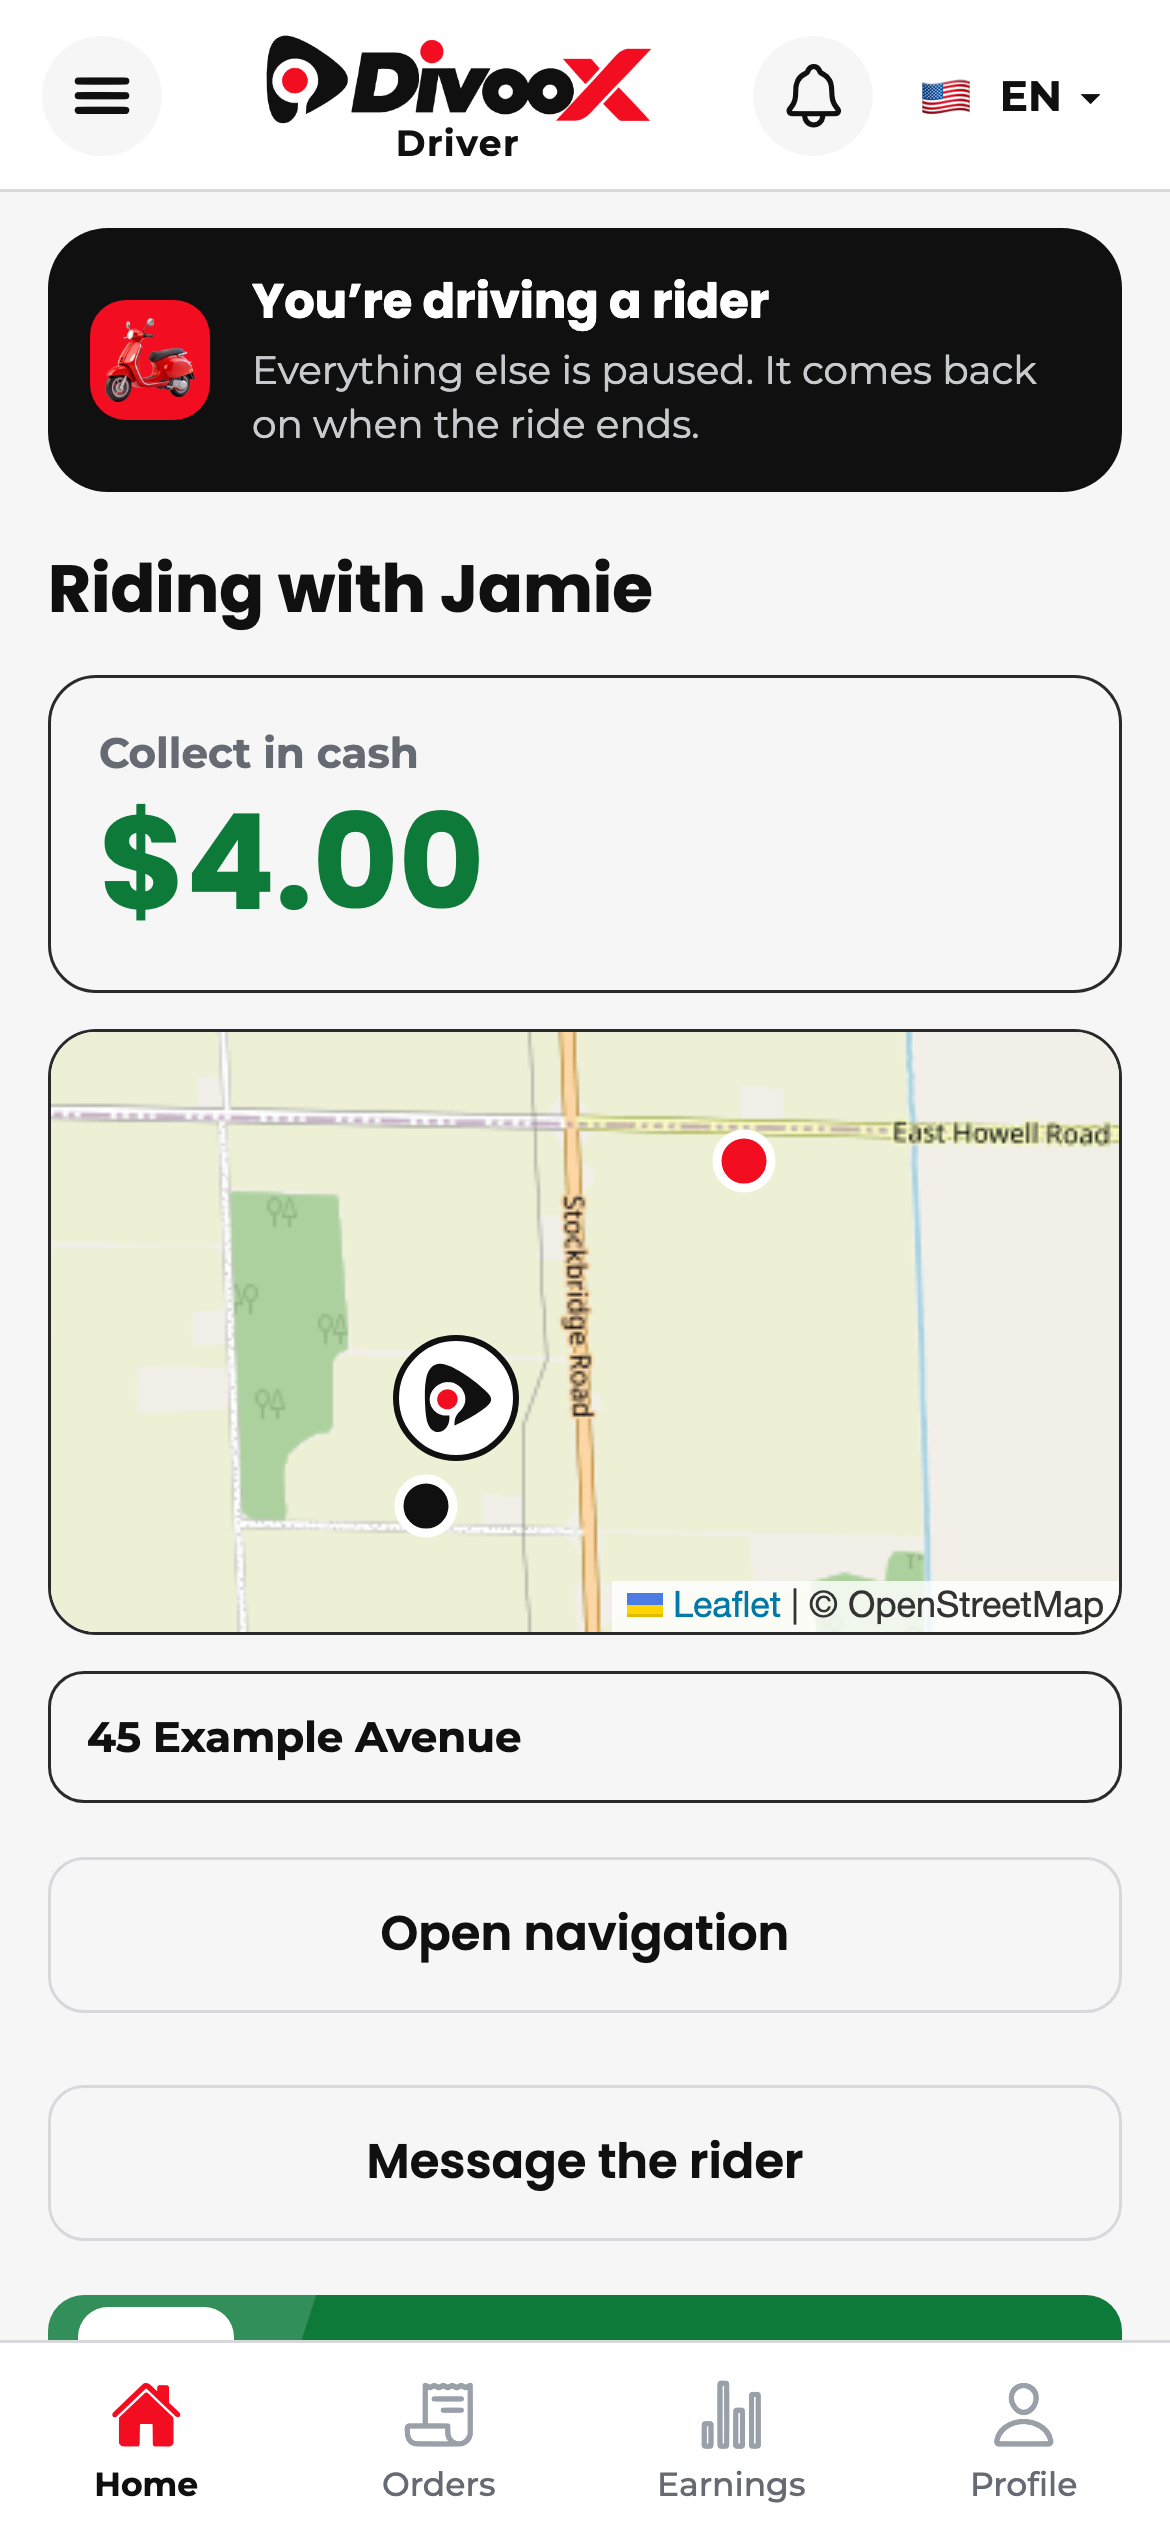 DivooX
Driver
EN
You’re driving a rider
Everything else is paused. It comes back
on when the ride ends.
Riding with Jamie
Collect in cash
$4.00
East Howell Road
Stockbridge Road
Leaflet | © OpenStreetMap
45 Example Avenue
Open navigation
Message the rider
Home
Orders
Earnings
Profile